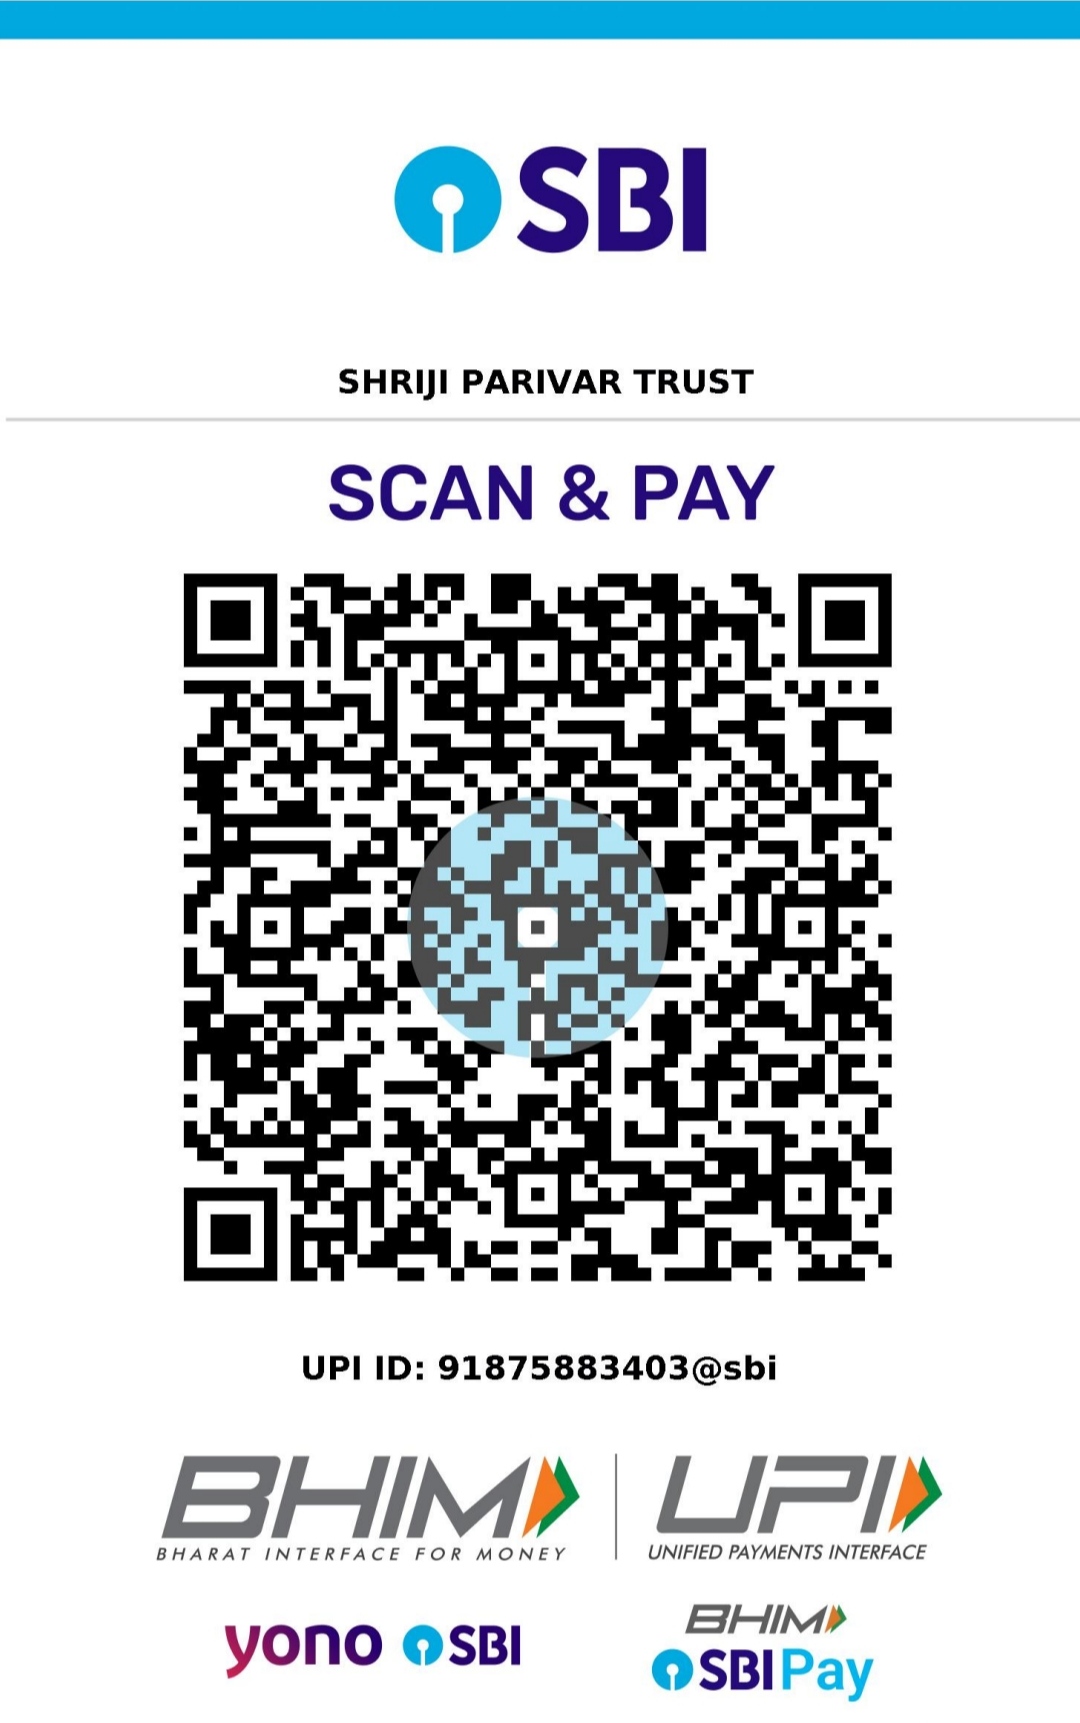 SBI
SHRIJI PARIVAR TRUST
SCAN & PAY
UPI ID: 91875883403@sbi
BHIM UPI
BHARAT INTERFACE FOR MONEY UNIFIED PAYMENTS INTERFACE
BHIM
yono SBI SBI Pay